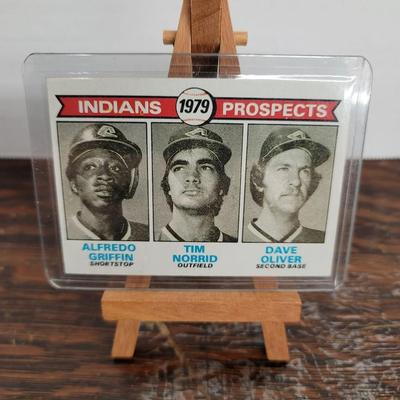 INDIANS 1979 PROSPECTS
ALFREDO GRIFFIN
SHORTSTOP
TIM NORRID
OUTFIELD
DAVE OLIVER
SECOND BASE